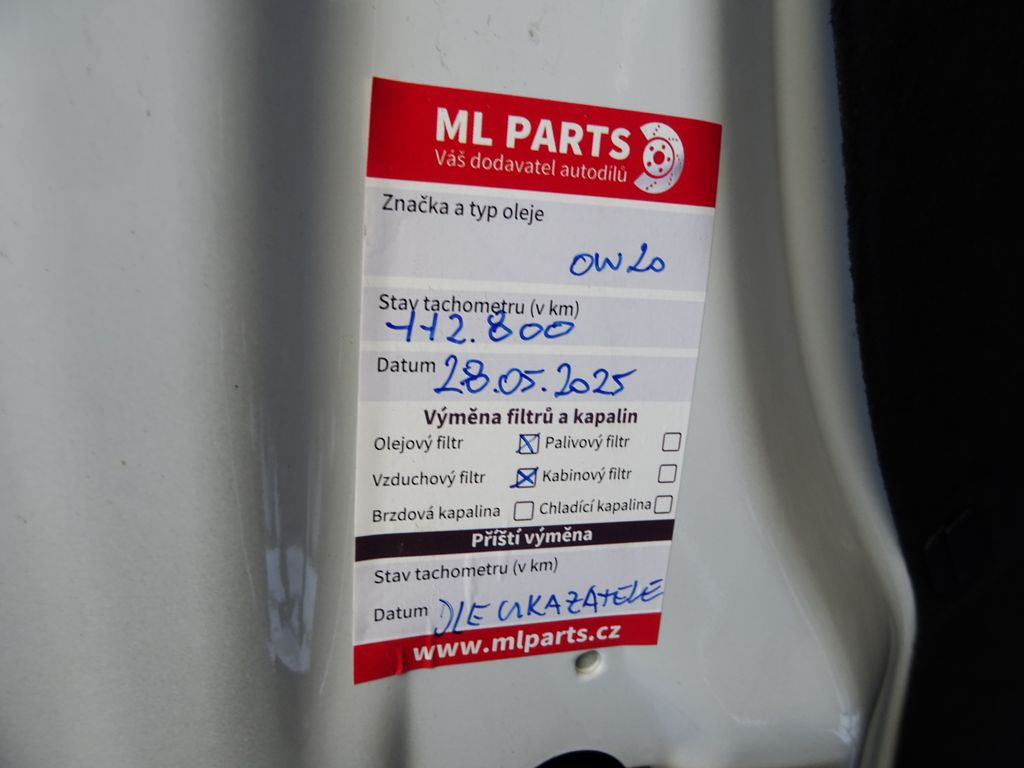 ML PARTS
Váš dodavatel autodílů
Značka a typ oleje
0W20
Stav tachometru (v km)
112.800
Datum 28.05.2025
Výměna filtrů a kapalin
Olejový filtr ☒ Palivový filtr ☐
Vzduchový filtr ☒ Kabinový filtr ☐
Brzdová kapalina ☐ Chladící kapalina ☐
Příští výměna
Stav tachometru (v km)
Datum DLE UKAZATELE
www.mlparts.cz